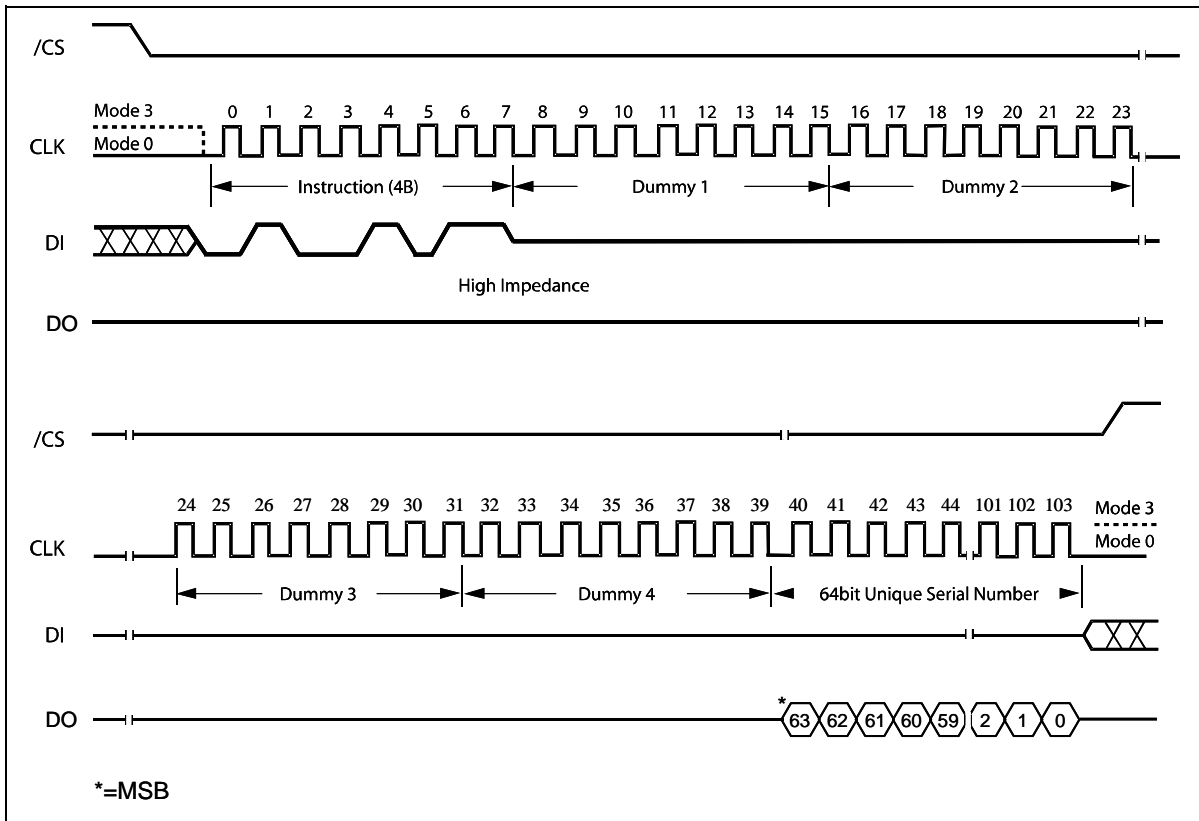 /CS
Mode 3
0 1 2 3 4 5 6 7 8 9 10 11 12 13 14 15 16 17 18 19 20 21 22 23
CLK
Mode 0
Instruction (4B) Dummy 1 Dummy 2
DI
High Impedance
DO
/CS
24 25 26 27 28 29 30 31 32 33 34 35 36 37 38 39 40 41 42 43 44 101 102 103
Mode 3
CLK
Mode 0
Dummy 3 Dummy 4 64bit Unique Serial Number
DI
*
DO 63 62 61 60 59 2 1 0
*=MSB